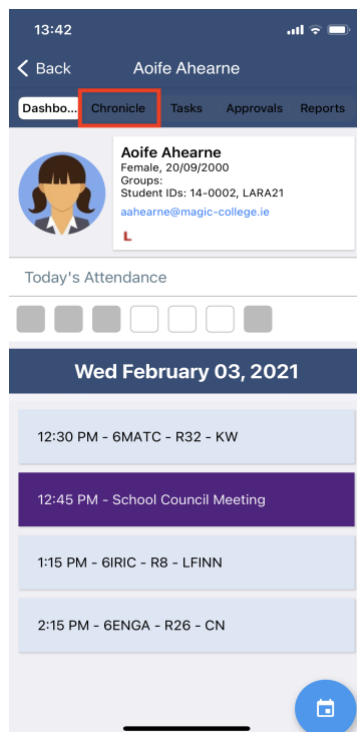 13:42
Back Aoife Ahearne
Dashbo... Chronicle Tasks Approvals Reports
Aoife Ahearne
Female, 20/09/2000
Groups:
Student IDs: 14-0002, LARA21
aahearne@magic-college.ie
L
Today's Attendance
Wed February 03, 2021
12:30 PM - 6MATC - R32 - KW
12:45 PM - School Council Meeting
1:15 PM - 6IRIC - R8 - LFINN
2:15 PM - 6ENGA - R26 - CN